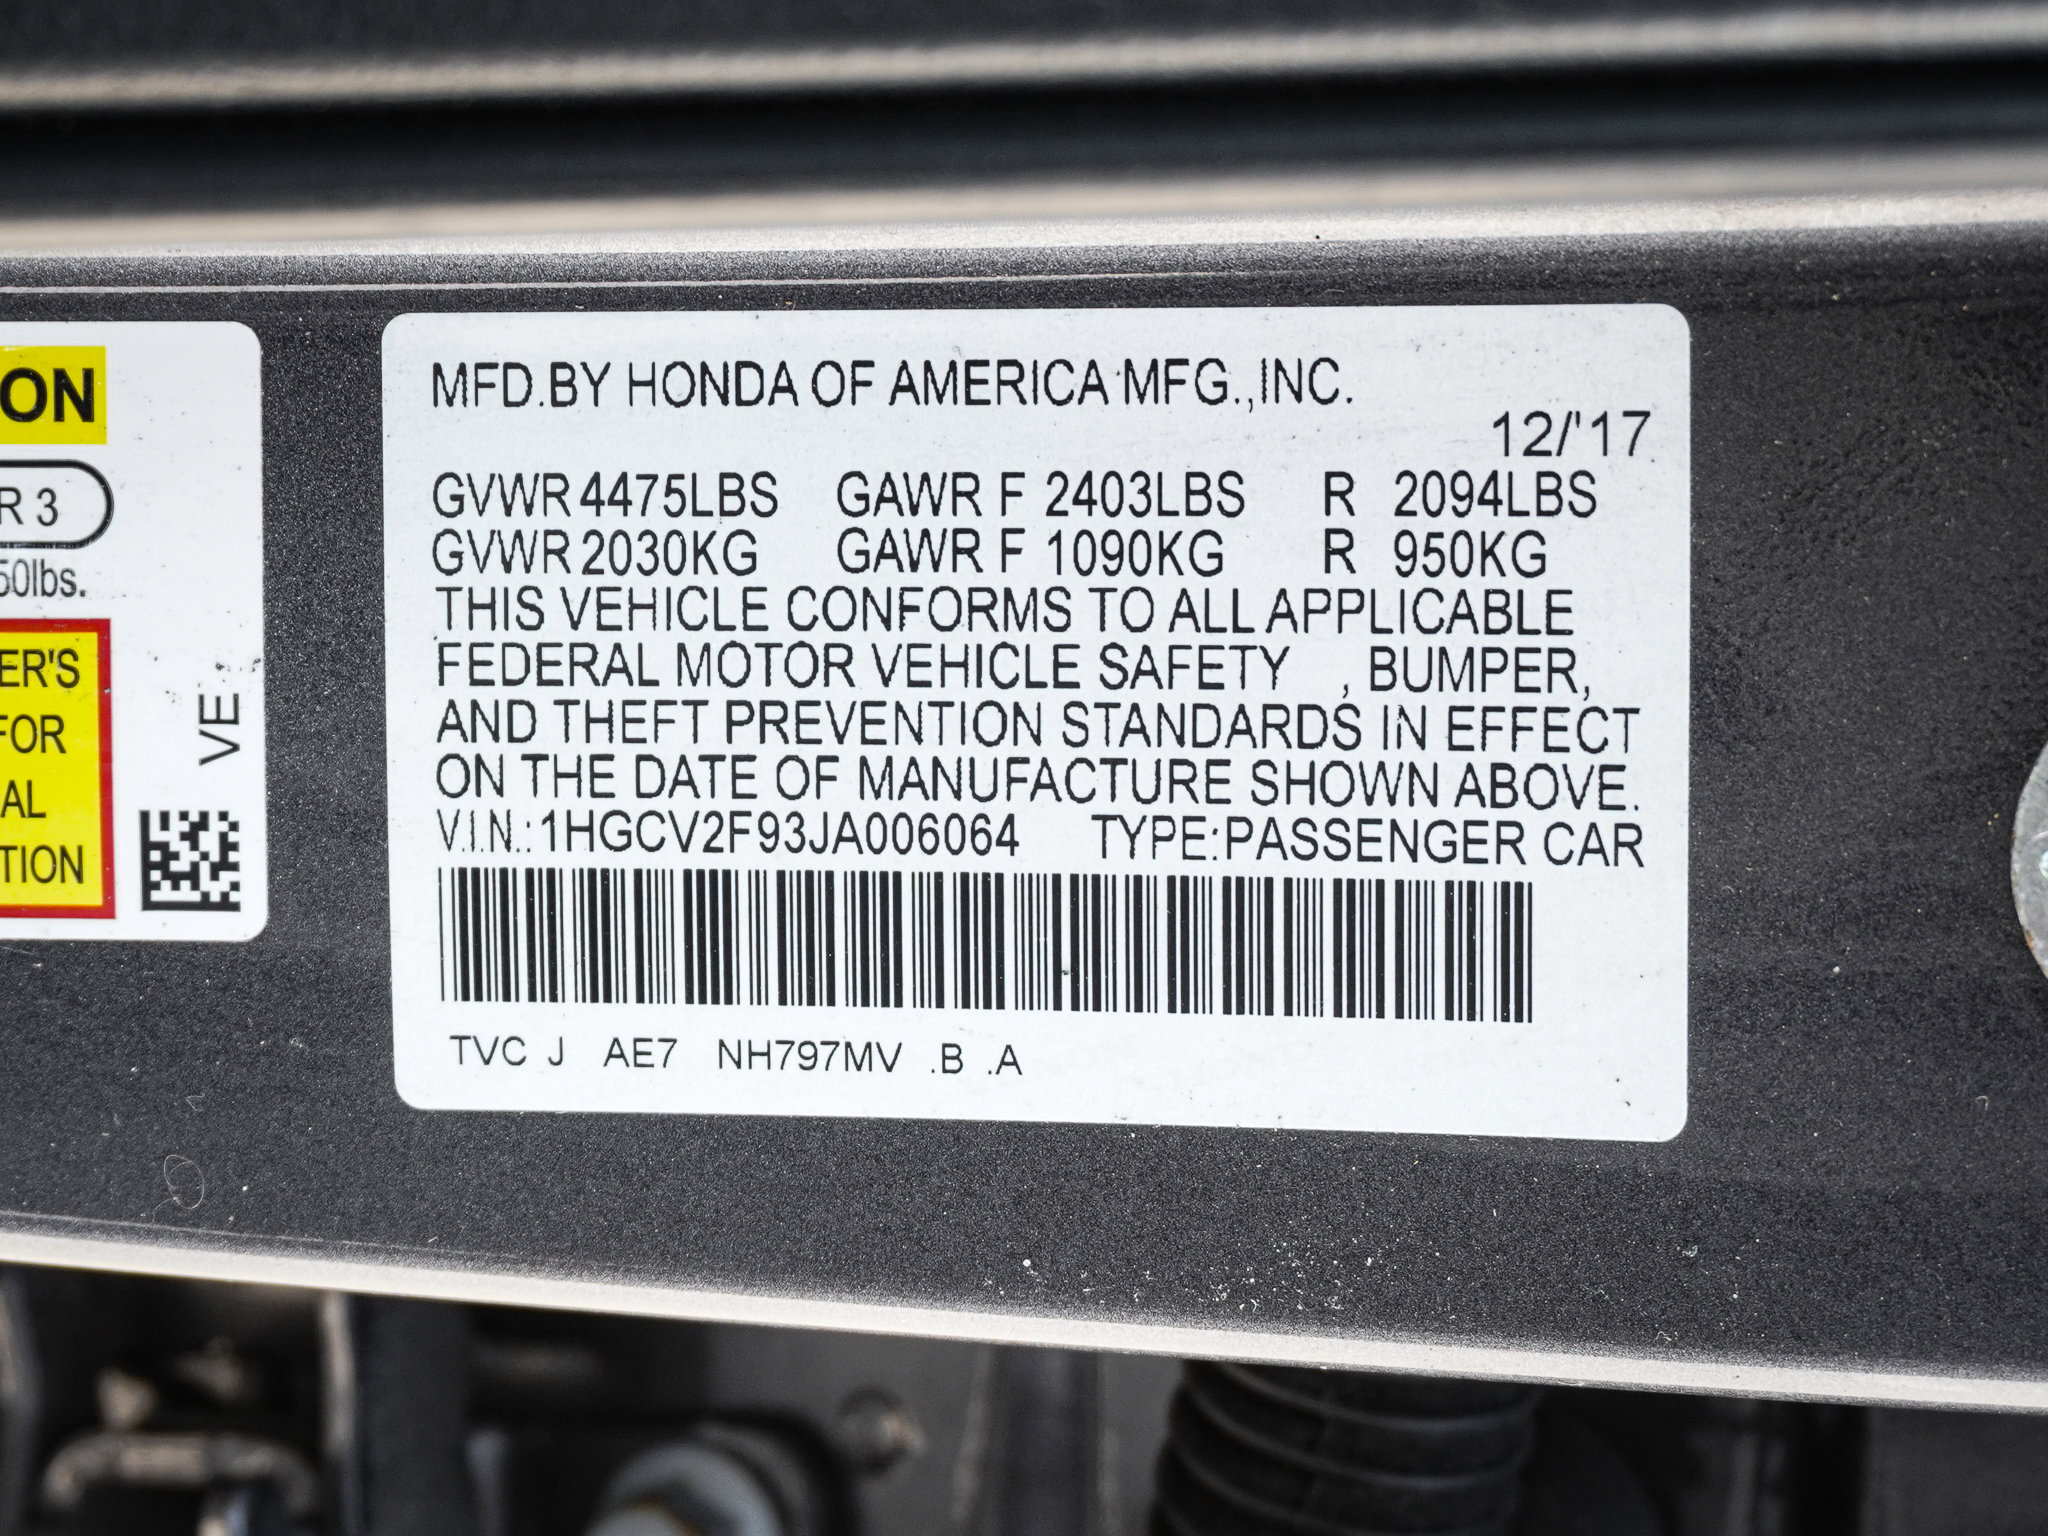 ON
R 3
50lbs.
ER'S
FOR
AL
TION
VE
MFD.BY HONDA OF AMERICA MFG.,INC.
12/'17
GVWR 4475LBS GAWR F 2403LBS R 2094LBS
GVWR 2030KG GAWR F 1090KG R 950KG
THIS VEHICLE CONFORMS TO ALL APPLICABLE
FEDERAL MOTOR VEHICLE SAFETY , BUMPER,
AND THEFT PREVENTION STANDARDS IN EFFECT
ON THE DATE OF MANUFACTURE SHOWN ABOVE.
V.I.N.: 1HGCV2F93JA006064 TYPE:PASSENGER CAR
TVC J AE7 NH797MV .B .A